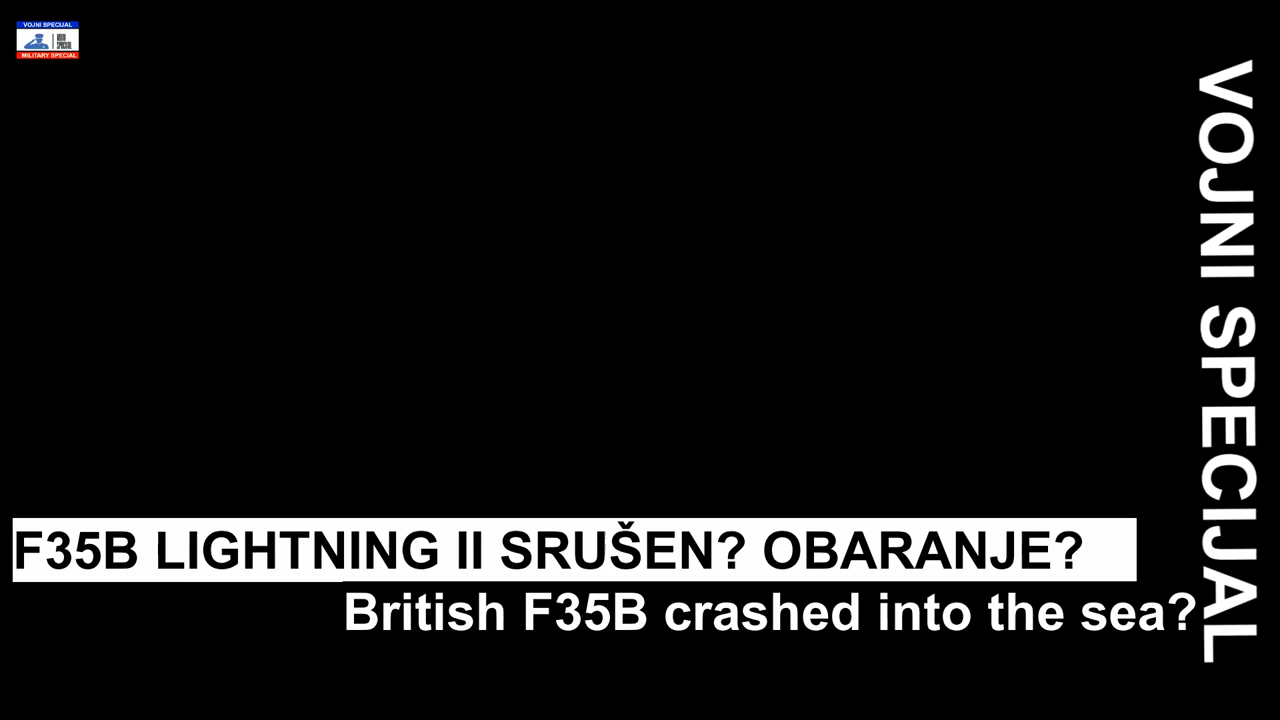 VOJNI SPECIJAL
MILITARY SPECIAL
VOJNI SPECIJAL
F35B LIGHTNING II SRUŠEN? OBARANJE?
British F35B crashed into the sea?